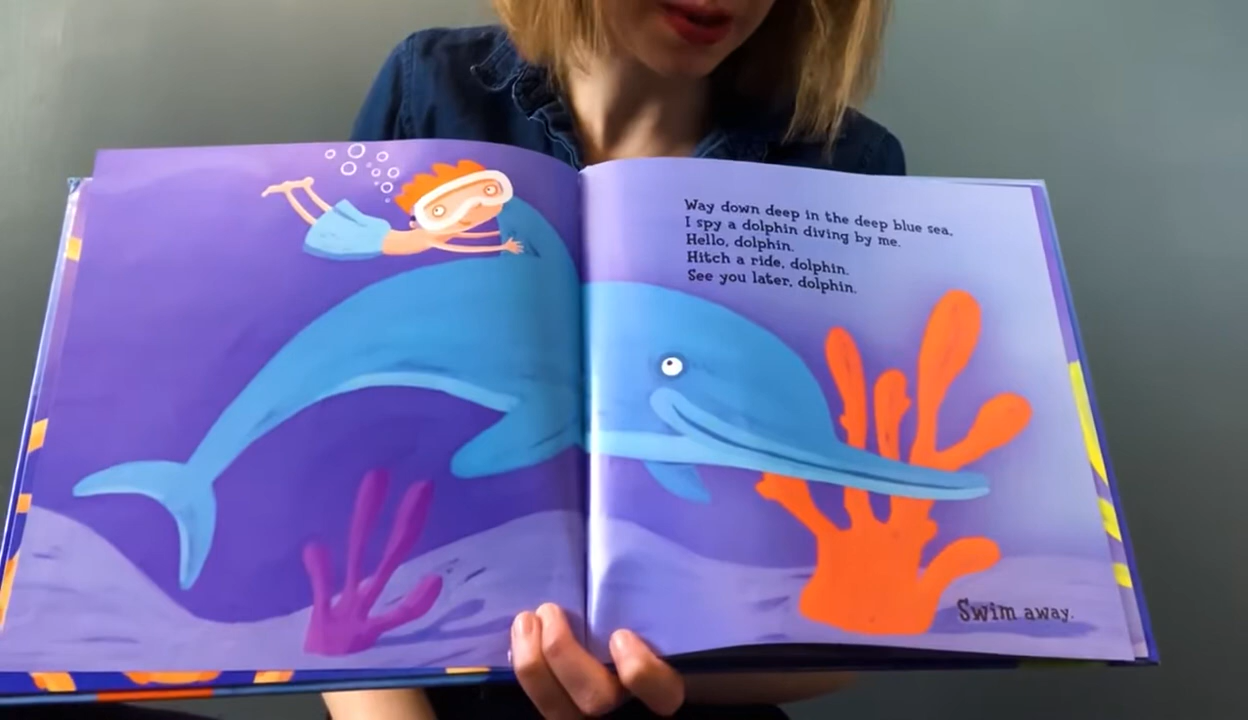 Way down deep in the deep blue sea,
I spy a dolphin diving by me.
Hello, dolphin.
Hitch a ride, dolphin.
See you later, dolphin.
Swim away.